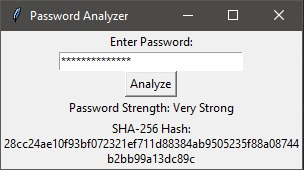 Password Analyzer
Enter Password:
**************
Analyze
Password Strength: Very Strong
SHA-256 Hash:
28cc24ae10f93bf072321ef711d88384ab9505235f88a08744
b2bb99a13dc89c